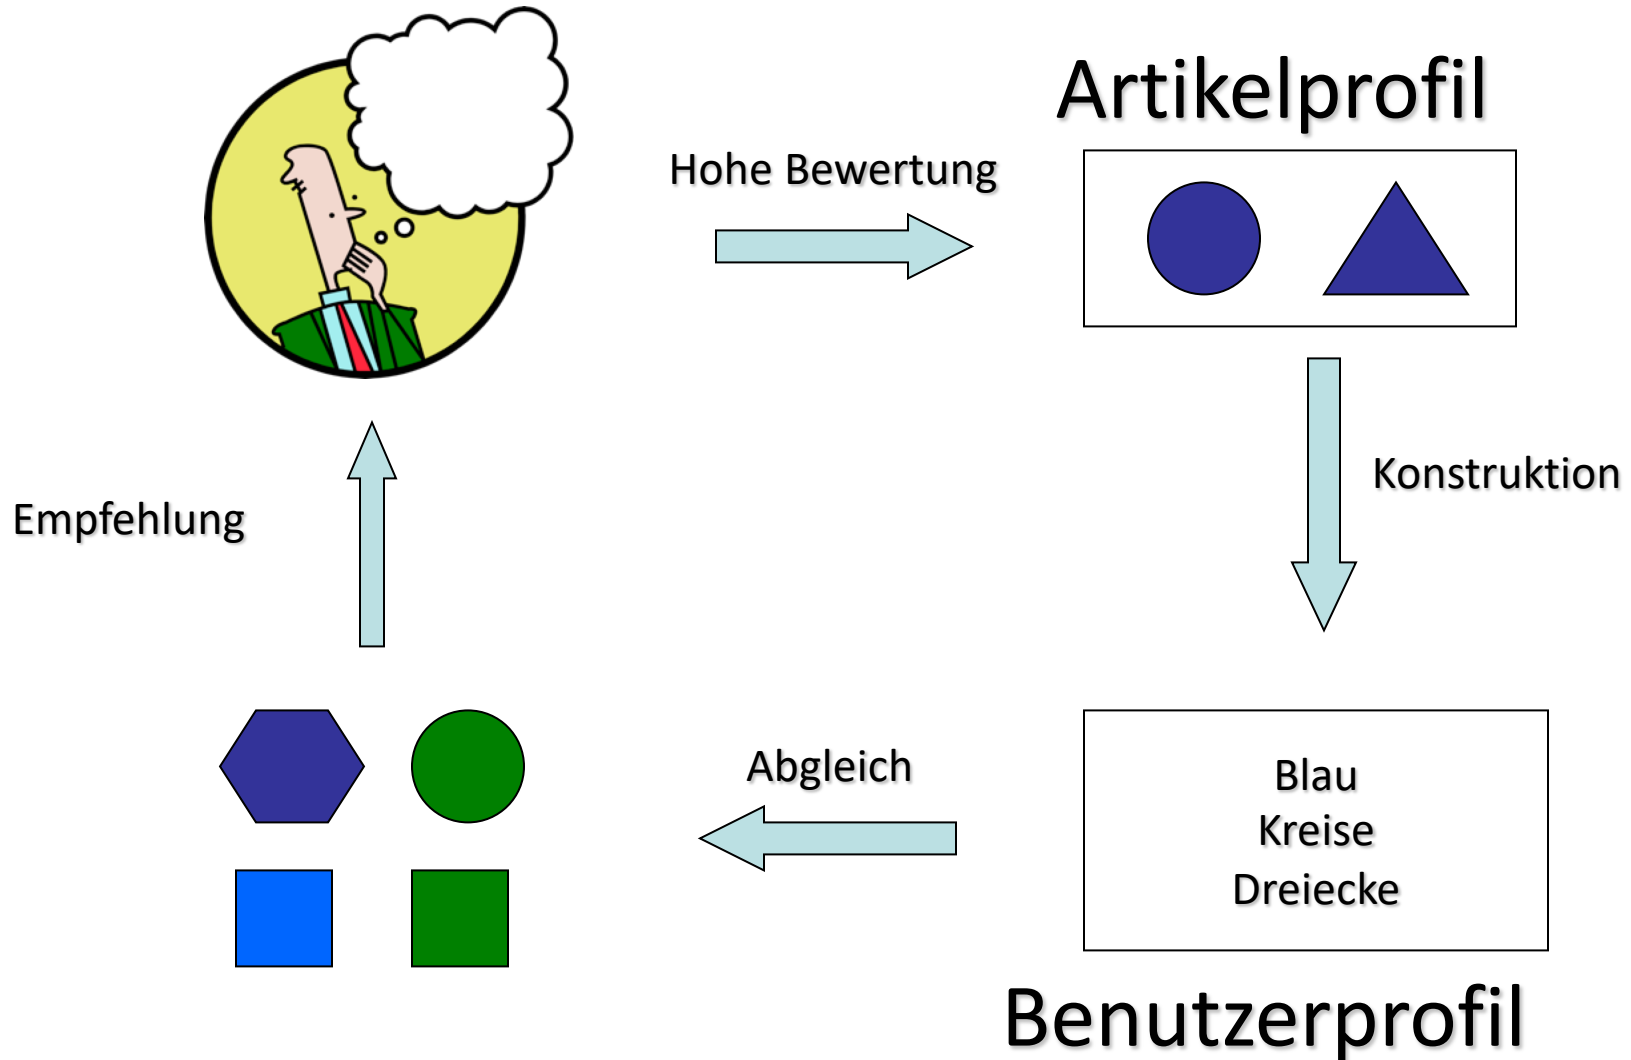 Artikelprofil
Hohe Bewertung
Konstruktion
Empfehlung
Abgleich
Blau
Kreise
Dreiecke
Benutzerprofil